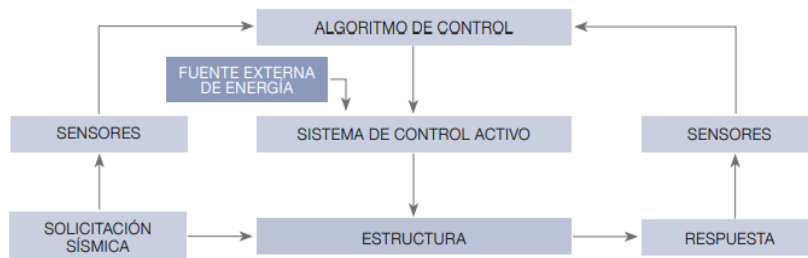 ALGORITMO DE CONTROL
FUENTE EXTERNA
DE ENERGÍA
SENSORES
SISTEMA DE CONTROL ACTIVO
SENSORES
SOLICITACIÓN
SÍSMICA
ESTRUCTURA
RESPUESTA